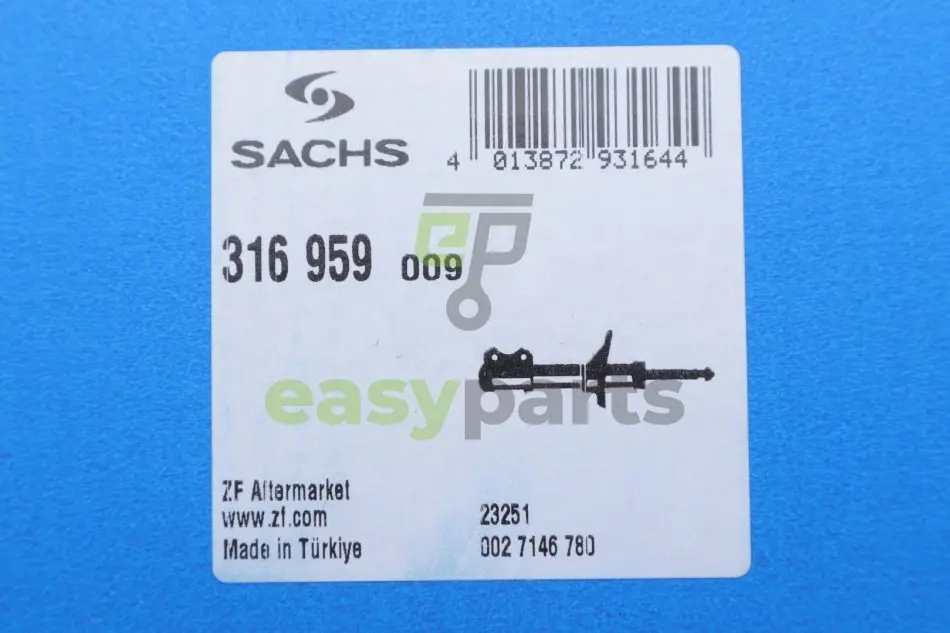 SACHS
4 013872 931644
316 959 009
eP
easyparts
ZF Aftermarket
www.zf.com
Made in Türkiye
23251
002 7146 780